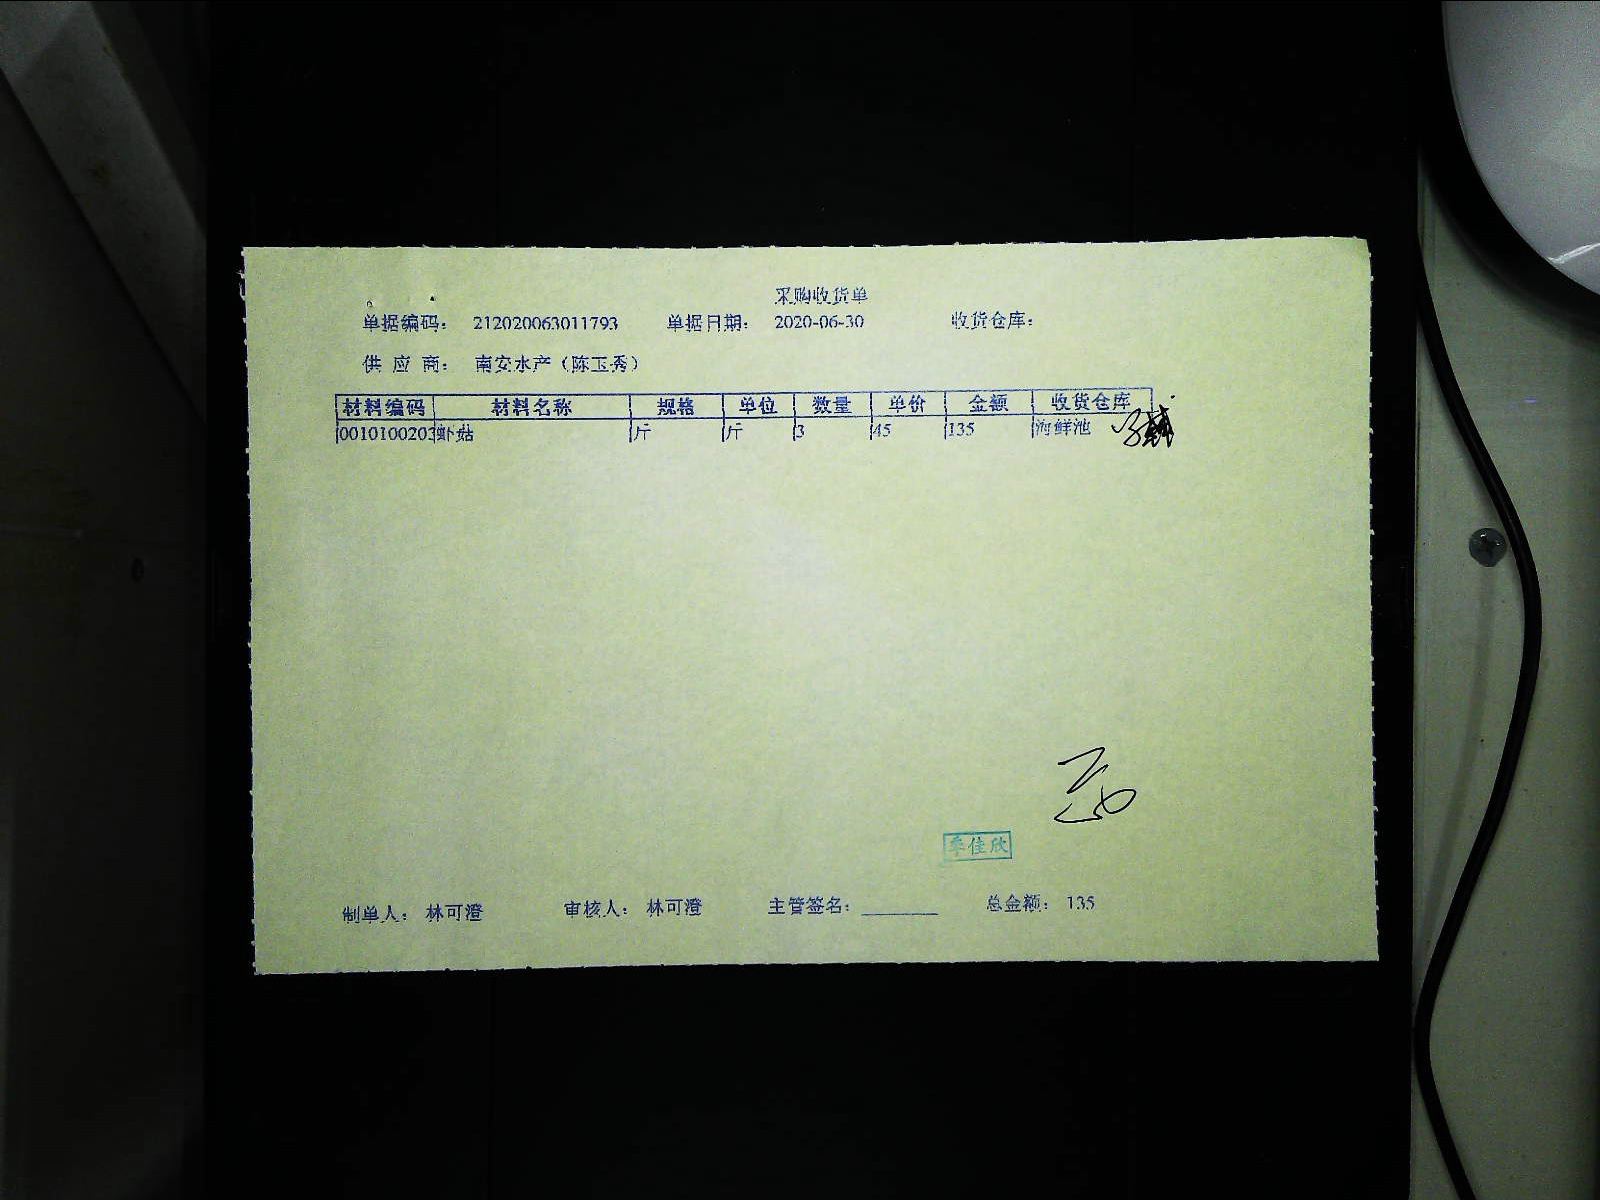 采购收货单
单据编码： 212020063011793 单据日期： 2020-06-30 收货仓库：
供 应 商： 南安水产（陈玉秀）
材料编码 材料名称 规格 单位 数量 单价 金额 收货仓库
0010100203 虾姑 斤 斤 3 45 135 海鲜池
李佳欣
制单人： 林可澄 审核人： 林可澄 主管签名： 总金额： 135